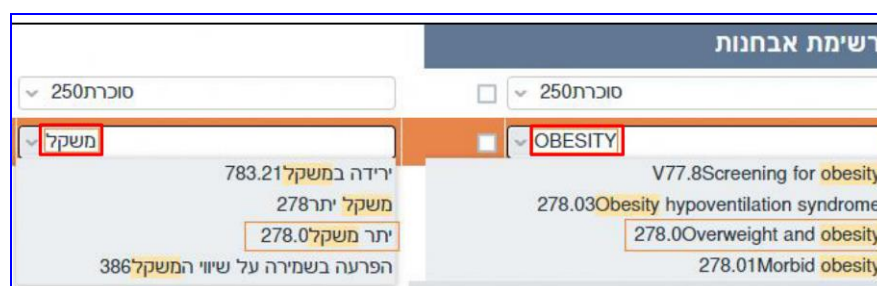 רשימת אבחנות
סוכרת250
סוכרת250
OBESITY
משקל
V77.8Screening for obesity
278.03Obesity hypoventilation syndrome
278.0Overweight and obesity
278.01Morbid obesity
ירידה במשקל783.21
משקל יתר278
יתר משקל278.0
הפרעה בשמירה על שיווי המשקל386